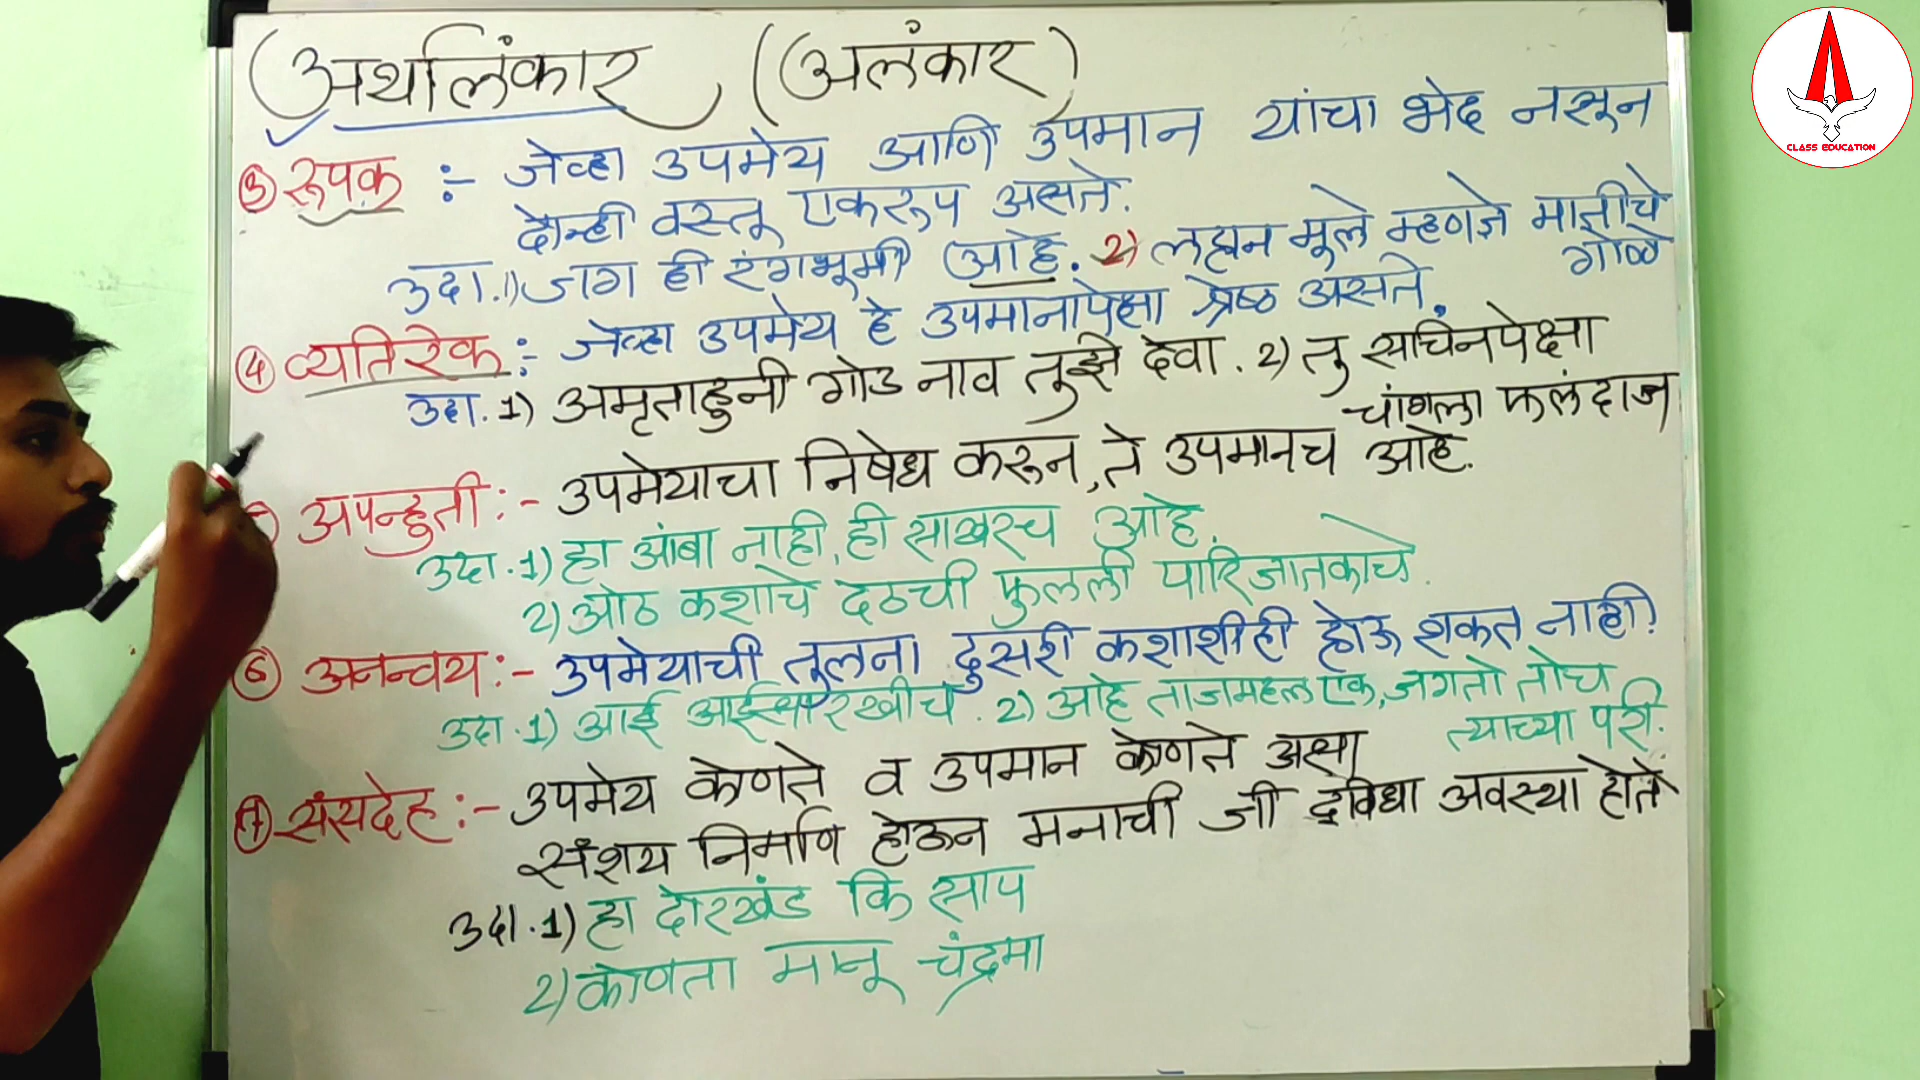 अर्थालंकार (अलंकार)
③ रूपक :- जेव्हा उपमेय आणि उपमान यांचा भेद नसून
दोन्ही वस्तू एकरूप असते.
उदा. 1) जग ही रंगभूमी आहे. 2) लहान मूले म्हणजे मातीचे
गोळे
④ व्यतिरेक :- जेव्हा उपमेय हे उपमानापेक्षा श्रेष्ठ असते.
उदा. 1) अमृताहुनी गोड नाव तुझे देवा. 2) तु सचिनपेक्षा
चांगला फलंदाज
अपन्हुती :- उपमेयाचा निषेध करून, ते उपमानच आहे.
उदा. 1) हा आंबा नाही, ही साखरच आहे.
2) ओठ कशाचे देठची फुलली पारिजातकाचे.
⑥ अनन्वय :- उपमेयाची तूलना दुसरी कशाशीही होऊ शकत नाही?
उदा. 1) आई आईसारखीच. 2) आहे ताजमहल एक, जगतो तोच
त्याच्या परी.
⑦ संसदेह :- उपमेय कोणते व उपमान कोणते असा
संशय निर्माण होऊन मनाची जी द्विधा अवस्था होते
उदा. 1) हा दोरखंड कि साप
2) कोणता मानू चंद्रमा
CLASS EDUCATION